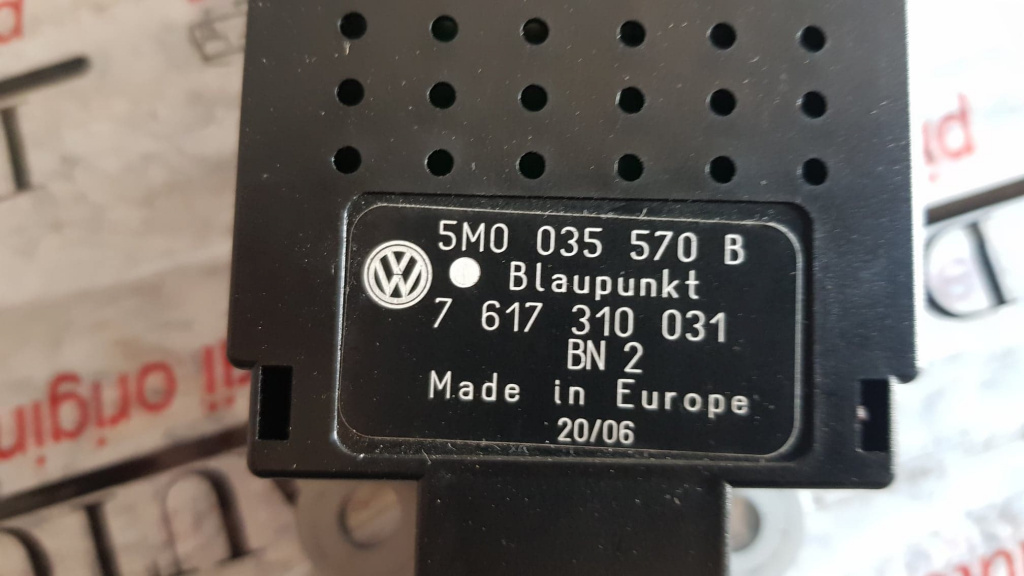 5M0 035 570 B
Blaupunkt
7 617 310 031
BN 2
Made in Europe
20/06